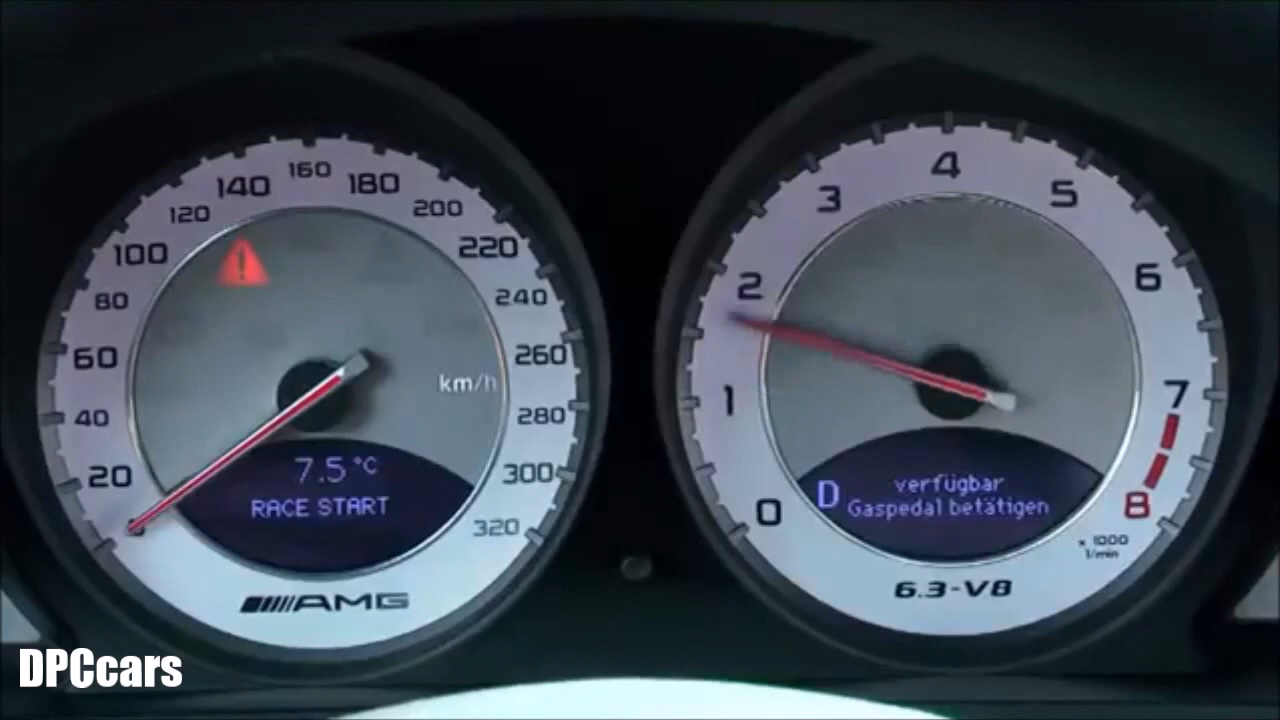 20
40
60
80
100
120
140
160
180
200
220
240
260
280
300
320
km/h
7.5 °C
RACE START
AMG
0
1
2
3
4
5
6
7
8
x 1000
1/min
D
verfügbar
Gaspedal betätigen
6.3-V8
DPCcars